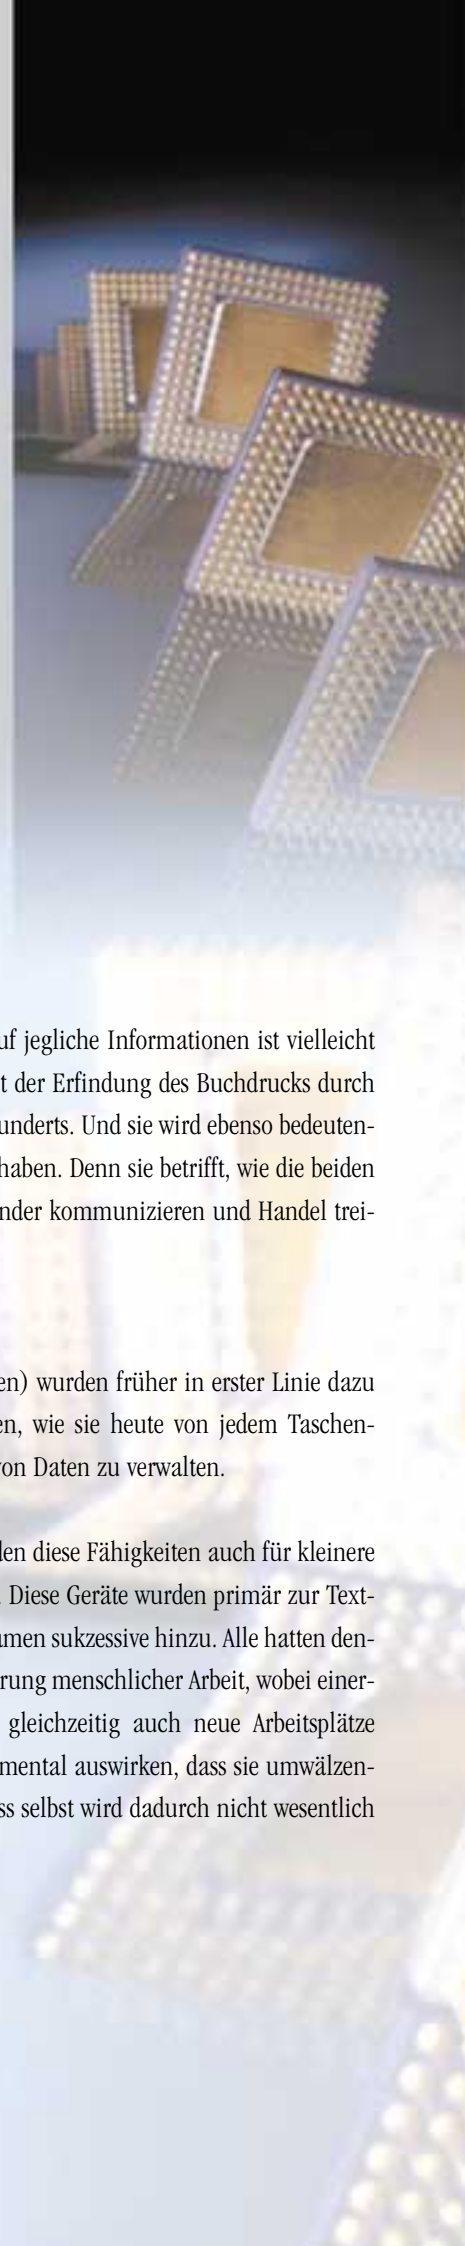 uf jegliche Informationen ist vielleicht
t der Erfindung des Buchdrucks durch
underts. Und sie wird ebenso bedeuten-
haben. Denn sie betrifft, wie die beiden
nder kommunizieren und Handel trei-
en) wurden früher in erster Linie dazu
en, wie sie heute von jedem Taschen-
von Daten zu verwalten.
den diese Fähigkeiten auch für kleinere
. Diese Geräte wurden primär zur Text-
amen sukzessive hinzu. Alle hatten den-
rung menschlicher Arbeit, wobei einer-
gleichzeitig auch neue Arbeitsplätze
mental auswirken, dass sie umwälzen-
ss selbst wird dadurch nicht wesentlich